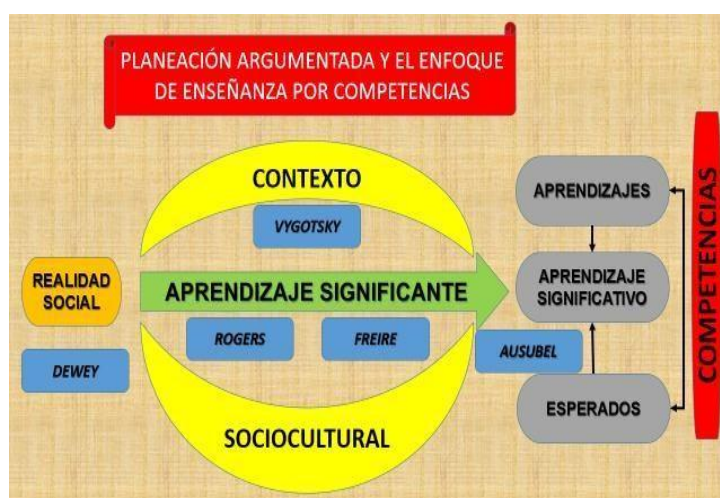 PLANEACIÓN ARGUMENTADA Y EL ENFOQUE
DE ENSEÑANZA POR COMPETENCIAS
CONTEXTO
VYGOTSKY
REALIDAD
SOCIAL
DEWEY
APRENDIZAJE SIGNIFICANTE
ROGERS
FREIRE
AUSUBEL
SOCIOCULTURAL
APRENDIZAJES
APRENDIZAJE
SIGNIFICATIVO
ESPERADOS
COMPETENCIAS